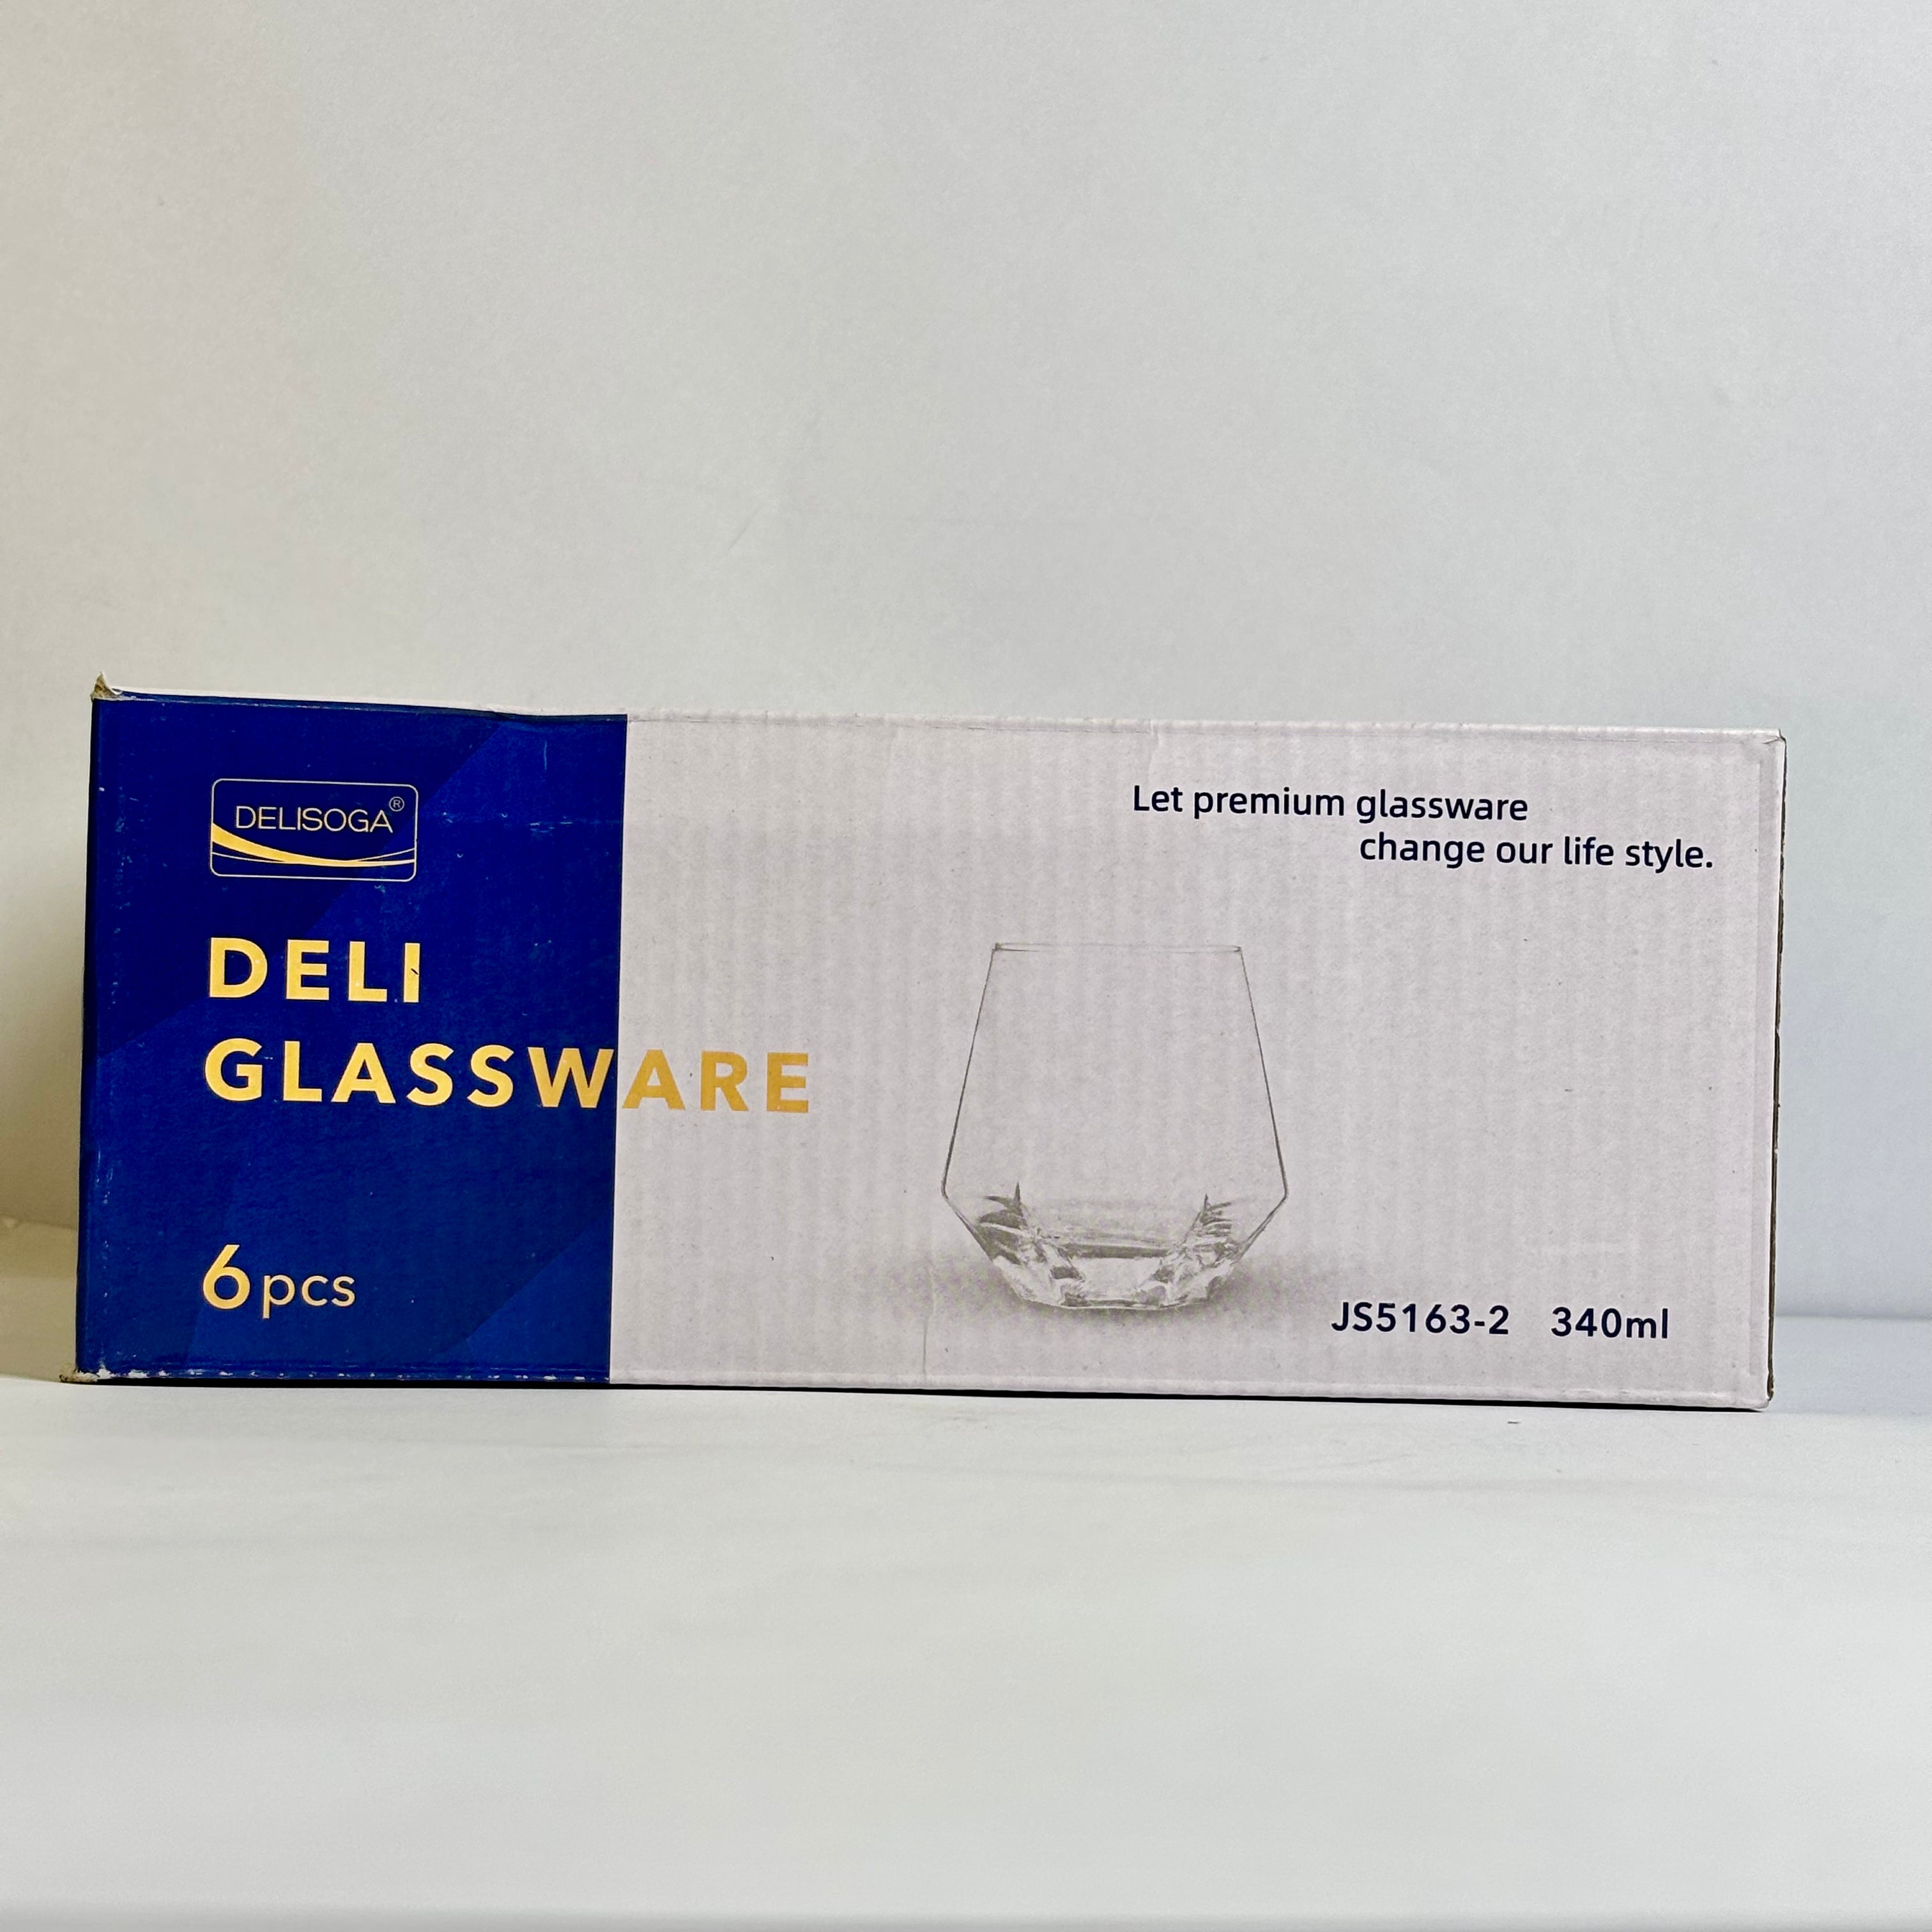 DELISOGA®
DELI
GLASSWARE
6pcs
Let premium glassware
change our life style.
JS5163-2 340ml